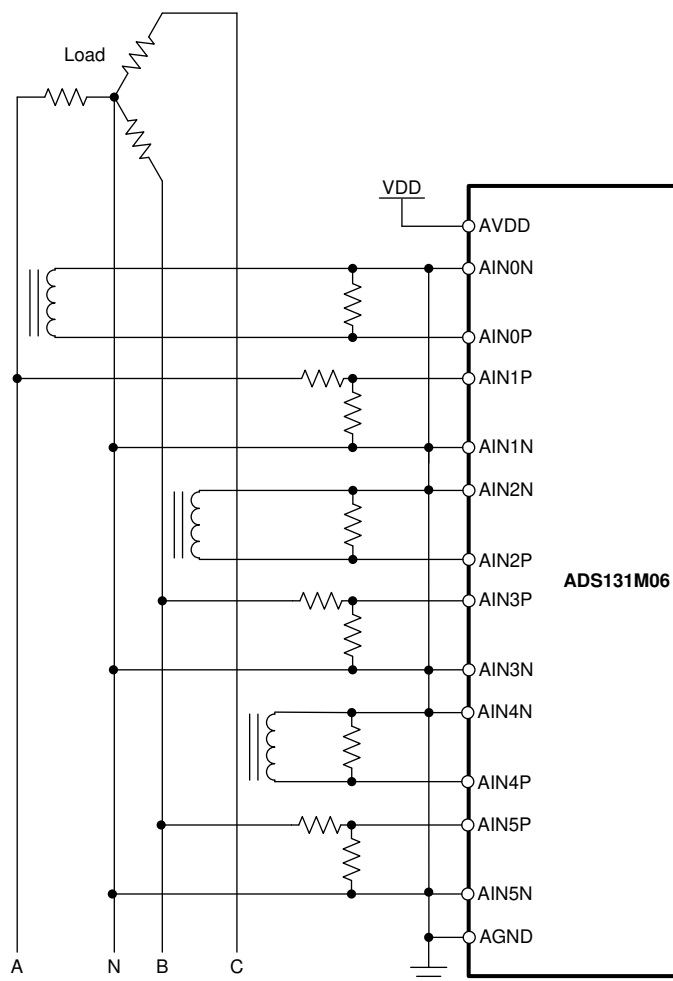 Load
VDD
AVDD
AIN0N
AIN0P
AIN1P
AIN1N
AIN2N
AIN2P
ADS131M06
AIN3P
AIN3N
AIN4N
AIN4P
AIN5P
AIN5N
AGND
A
N
B
C